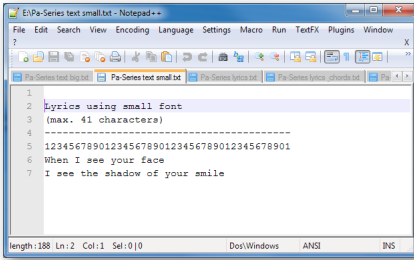 E:\Pa-Series text small.txt - Notepad++
File Edit Search View Encoding Language Settings Macro Run TextFX Plugins Window
? X
Pa-Series text big.txt Pa-Series text small.txt Pa-Series lyrics.txt Pa-Series lyrics_chords.txt Pa
1
2 Lyrics using small font
3 (max. 41 characters)
4 -----------------------------------------
5 12345678901234567890123456789012345678901
6 When I see your face
7 I see the shadow of your smile
length:188 Ln:2 Col:1 Sel:0|0 Dos\Windows ANSI INS